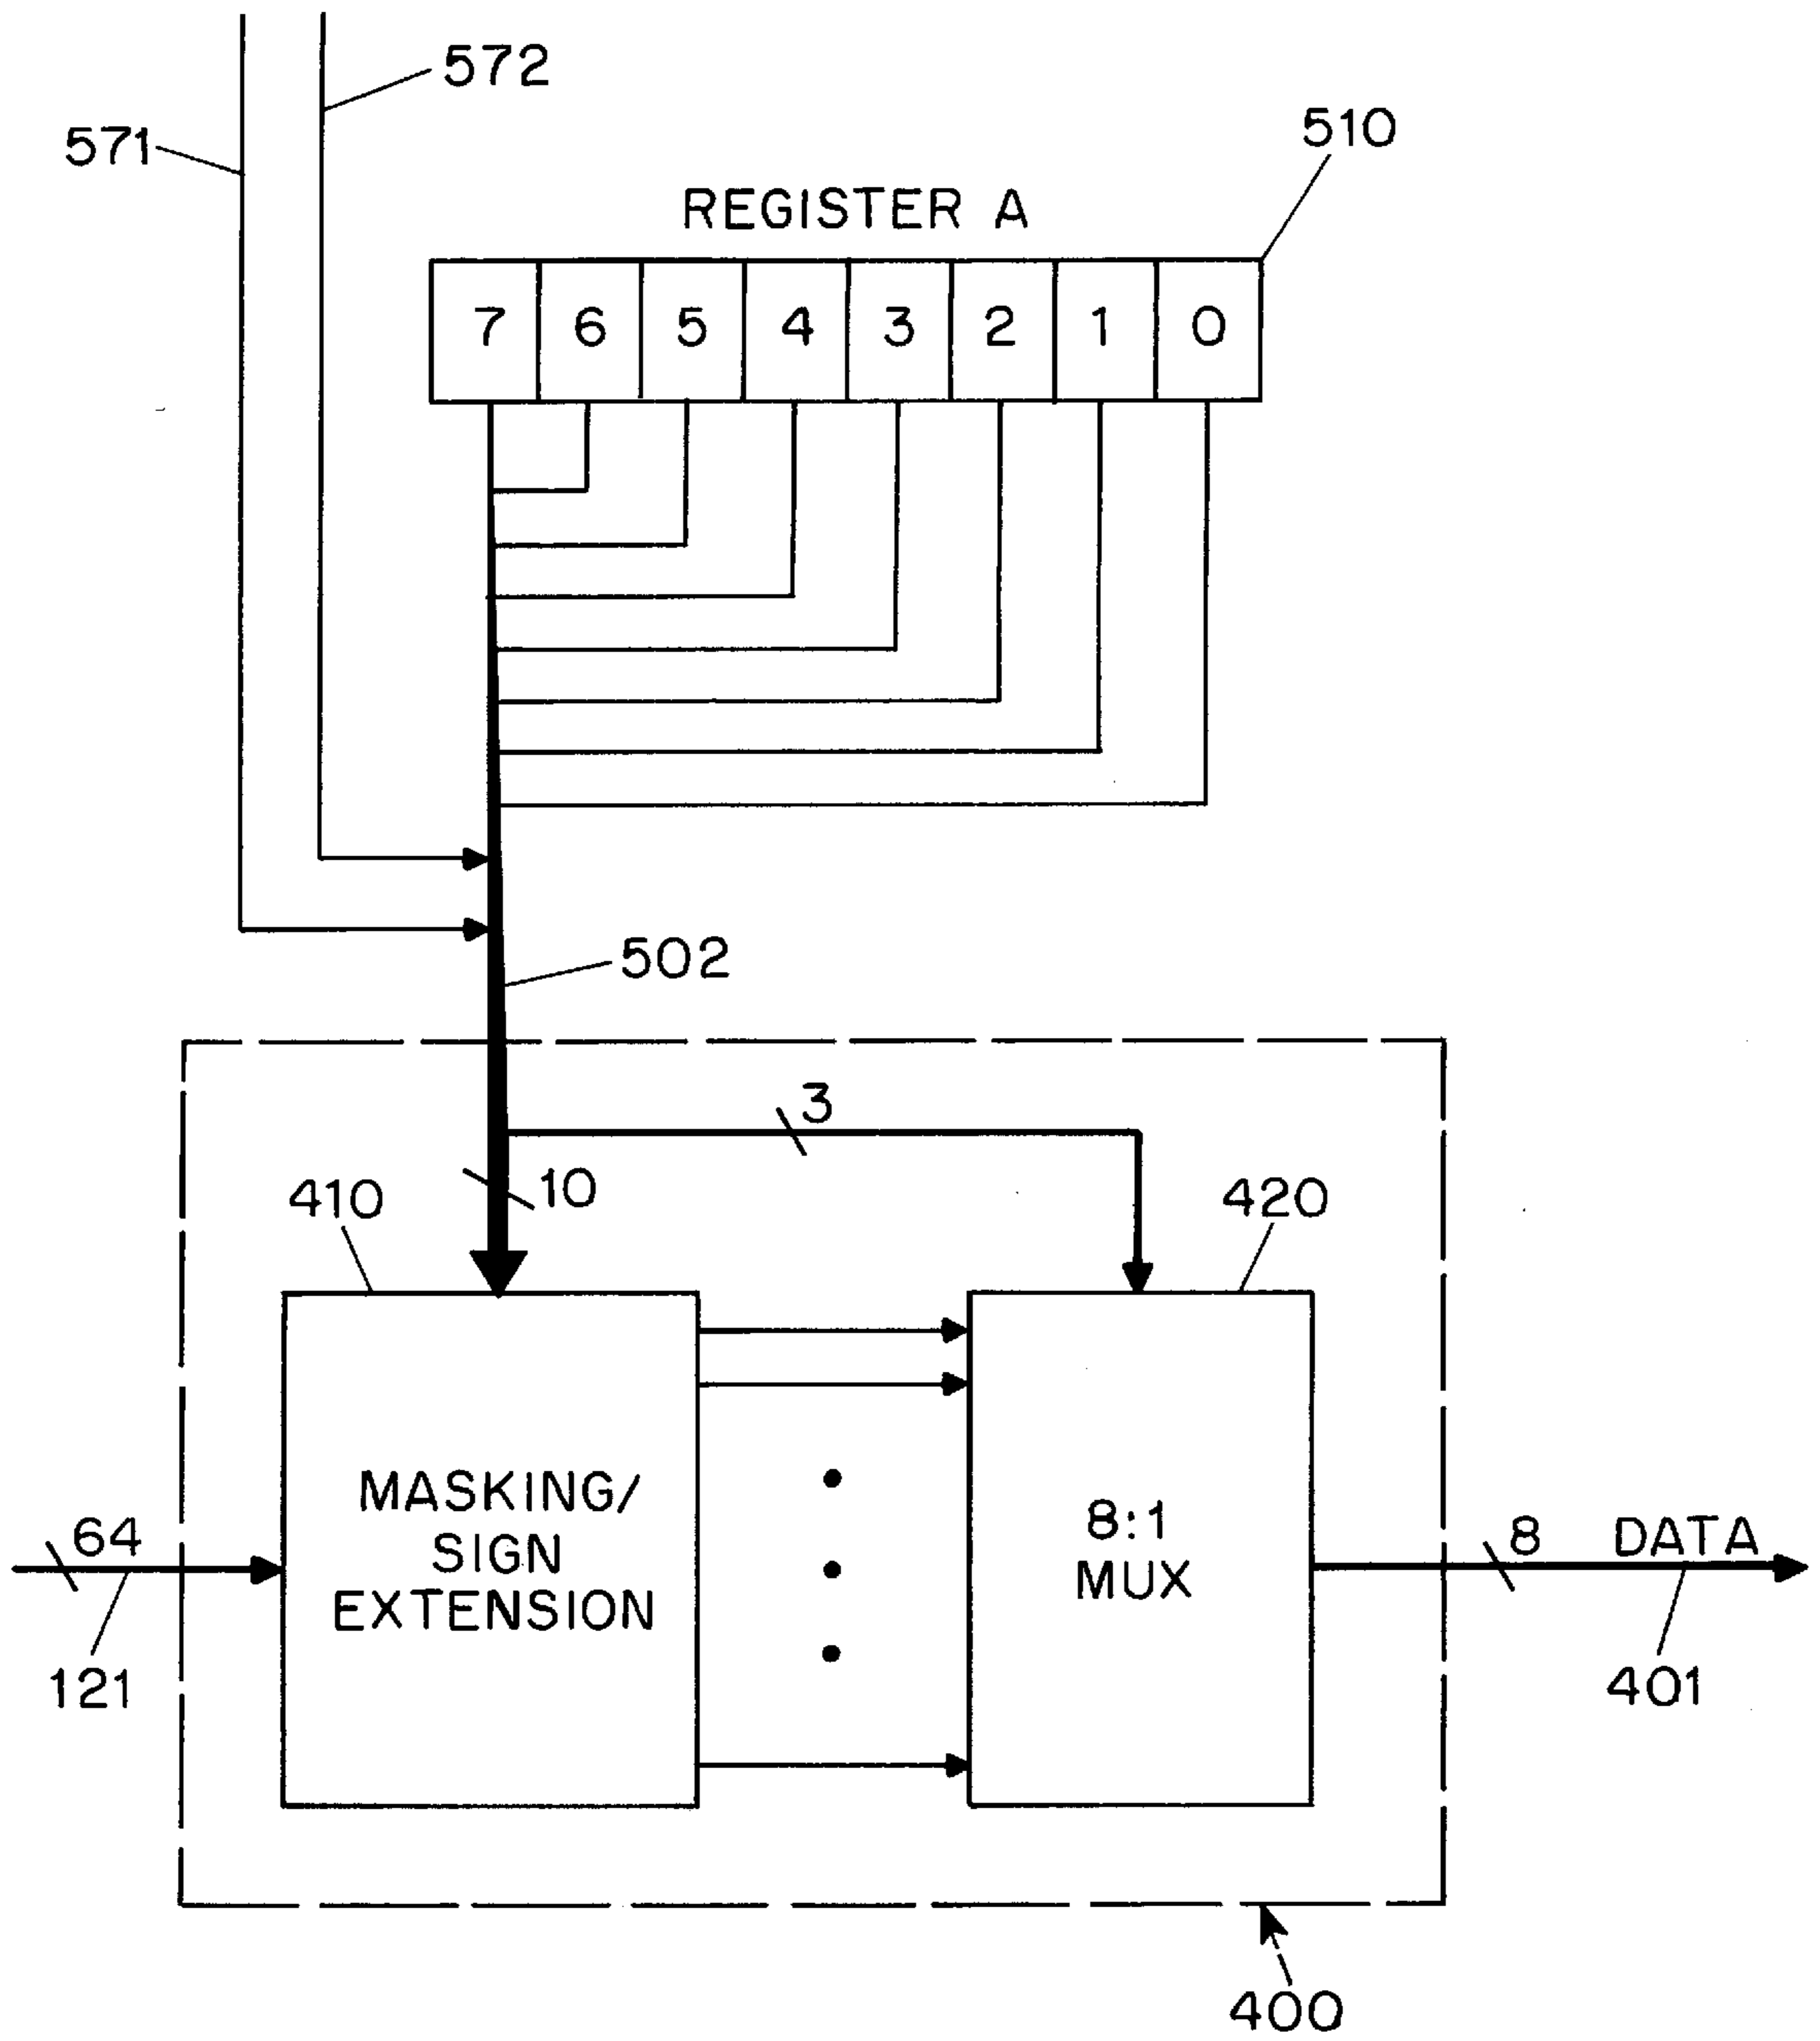 572
571
510
REGISTER A
7 6 5 4 3 2 1 0
502
3
10
410
420
MASKING/
SIGN
EXTENSION
8:1
MUX
64
121
8 DATA
401
400